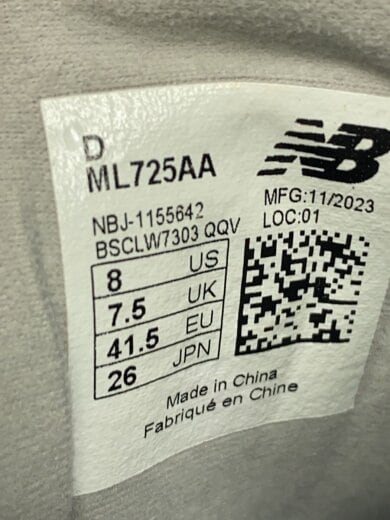 D
ML725AA
NB
NBJ-1155642
BSCLW7303 QQV
MFG:11/2023
LOC:01
8 US
7.5 UK
41.5 EU
26 JPN
Made in China
Fabriqué en Chine